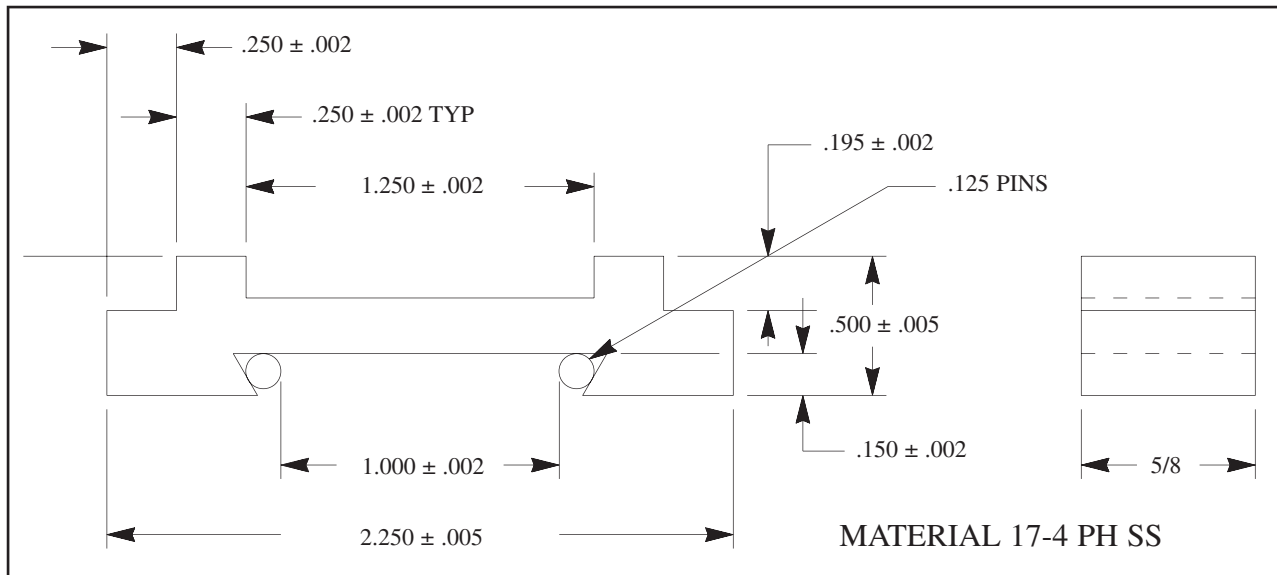 .250 ± .002
.250 ± .002 TYP
.195 ± .002
1.250 ± .002
.125 PINS
.500 ± .005
.150 ± .002
1.000 ± .002
5/8
2.250 ± .005
MATERIAL 17-4 PH SS